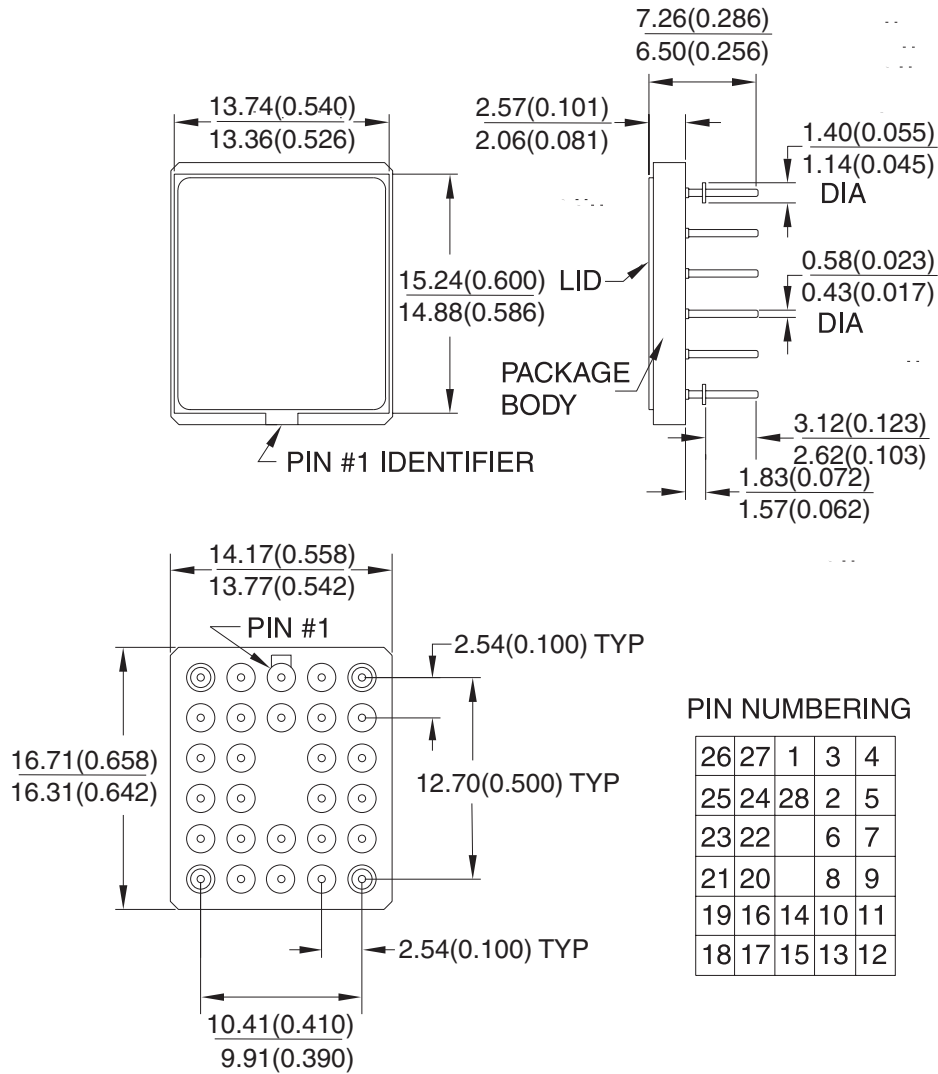 7.26(0.286)
6.50(0.256)
13.74(0.540)
13.36(0.526)
2.57(0.101)
2.06(0.081)
1.40(0.055)
1.14(0.045)
DIA
15.24(0.600)
14.88(0.586)
LID
0.58(0.023)
0.43(0.017)
DIA
PACKAGE
BODY
PIN #1 IDENTIFIER
3.12(0.123)
2.62(0.103)
1.83(0.072)
1.57(0.062)
14.17(0.558)
13.77(0.542)
PIN #1
2.54(0.100) TYP
16.71(0.658)
16.31(0.642)
12.70(0.500) TYP
2.54(0.100) TYP
10.41(0.410)
9.91(0.390)
PIN NUMBERING
26 27 1 3 4
25 24 28 2 5
23 22 6 7
21 20 8 9
19 16 14 10 11
18 17 15 13 12